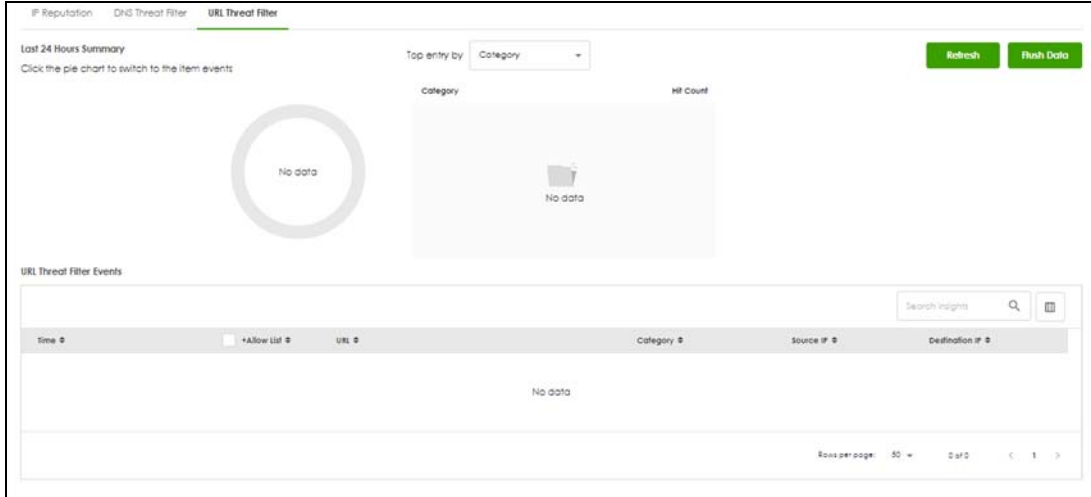 IP Reputation DNS Threat Filter URL Threat Filter
Last 24 Hours Summary
Click the pie chart to switch to the item events
Top entry by Category
Refresh Flush Data
Category Hit Count
No data
No data
URL Threat Filter Events
Search insights
Time +Allow List URL Category Source IP Destination IP
No data
Rows per page: 50 0 of 0 < 1 >